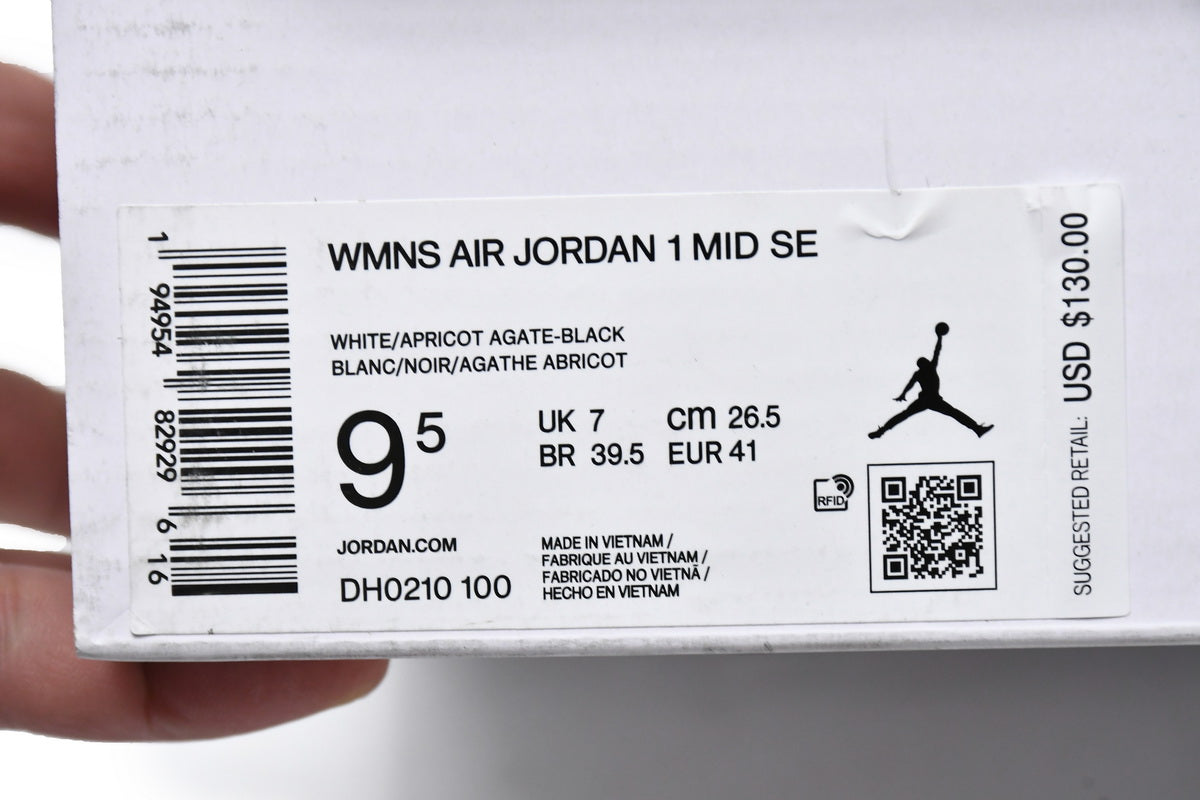 WMNS AIR JORDAN 1 MID SE
WHITE/APRICOT AGATE-BLACK
BLANC/NOIR/AGATHE ABRICOT
9 5
UK 7 cm 26.5
BR 39.5 EUR 41
JORDAN.COM
DH0210 100
MADE IN VIETNAM /
FABRIQUE AU VIETNAM /
FABRICADO NO VIETNÃ /
HECHO EN VIETNAM
RFID
1 94954 82929 6 16
SUGGESTED RETAIL: USD $130.00